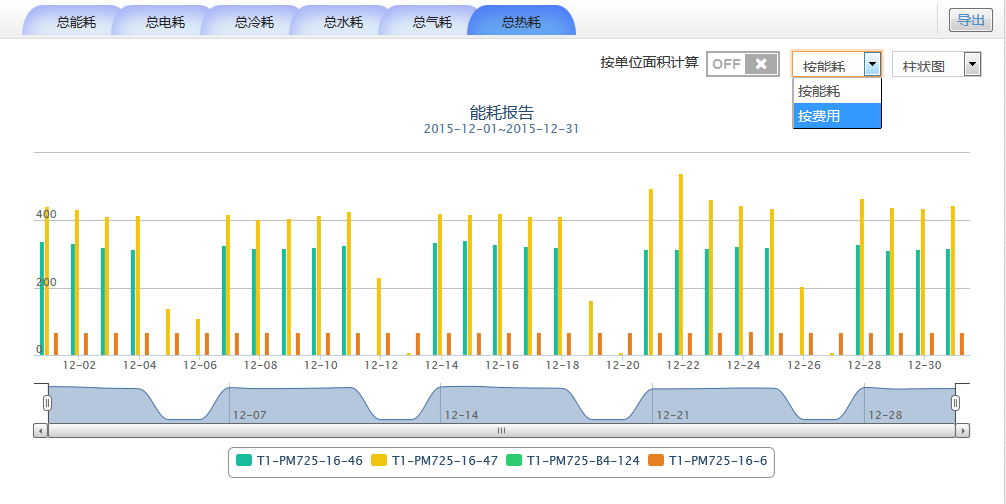 总能耗 总电耗 总冷耗 总水耗 总气耗 总热耗 导出
按单位面积计算 OFF 按能耗 柱状图
按能耗
按费用
能耗报告
2015-12-01~2015-12-31
400
200
0
12-02 12-04 12-06 12-08 12-10 12-12 12-14 12-16 12-18 12-20 12-22 12-24 12-26 12-28 12-30
12-07 12-14 12-21 12-28
T1-PM725-16-46 T1-PM725-16-47 T1-PM725-B4-124 T1-PM725-16-6